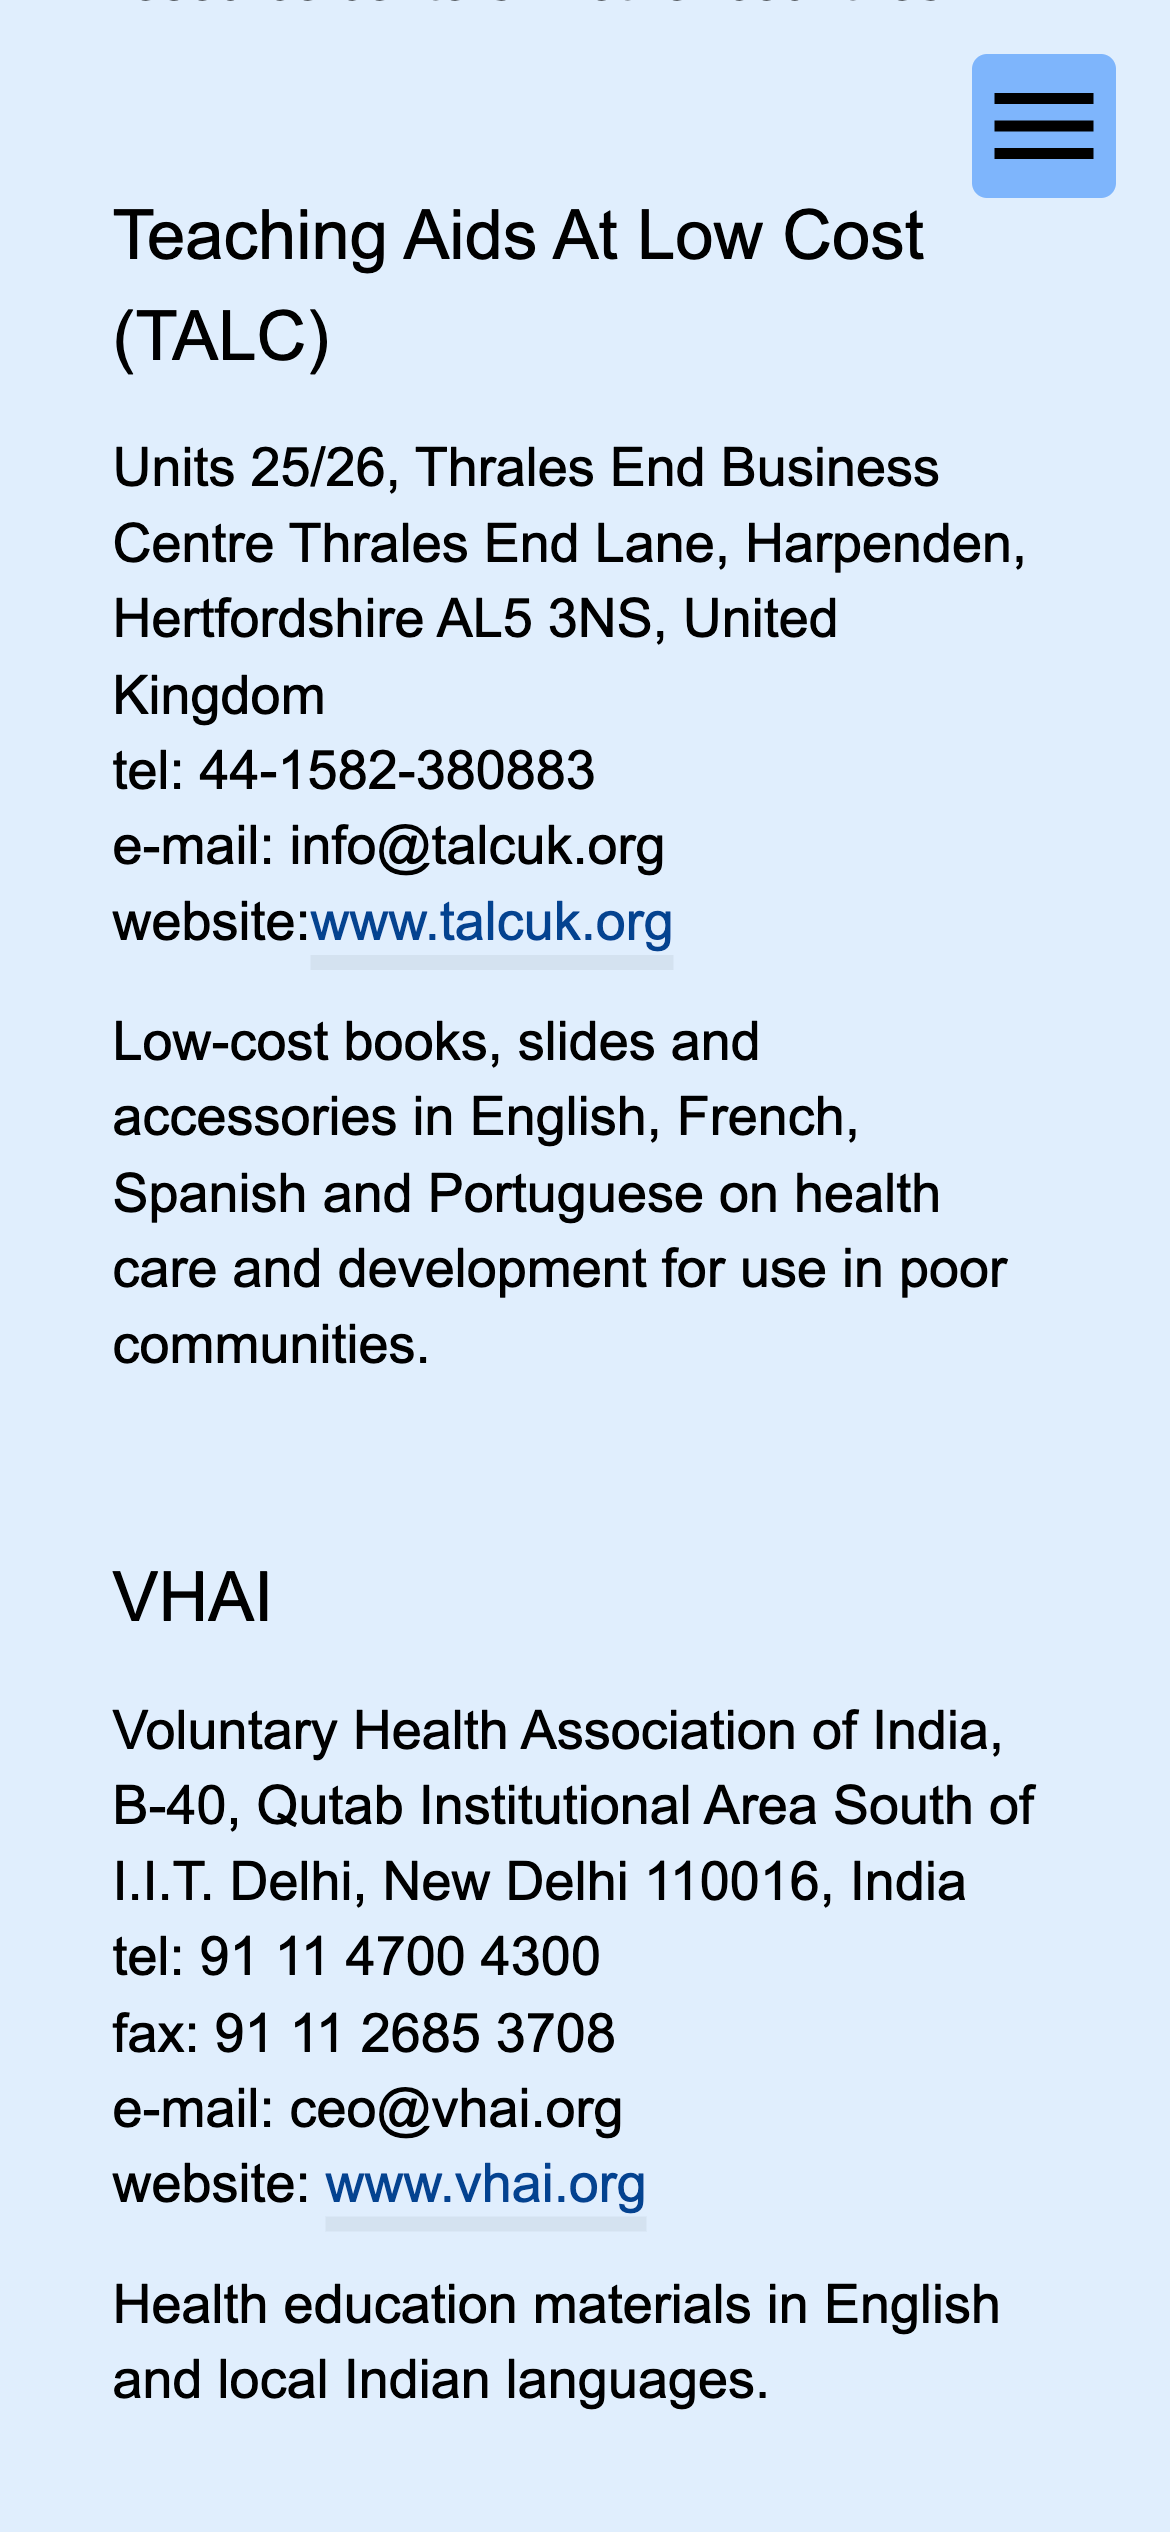 Teaching Aids At Low Cost
(TALC)
Units 25/26, Thrales End Business
Centre Thrales End Lane, Harpenden,
Hertfordshire AL5 3NS, United
Kingdom
tel: 44-1582-380883
e-mail: info@talcuk.org
website:www.talcuk.org
Low-cost books, slides and
accessories in English, French,
Spanish and Portuguese on health
care and development for use in poor
communities.
VHAI
Voluntary Health Association of India,
B-40, Qutab Institutional Area South of
I.I.T. Delhi, New Delhi 110016, India
tel: 91 11 4700 4300
fax: 91 11 2685 3708
e-mail: ceo@vhai.org
website: www.vhai.org
Health education materials in English
and local Indian languages.